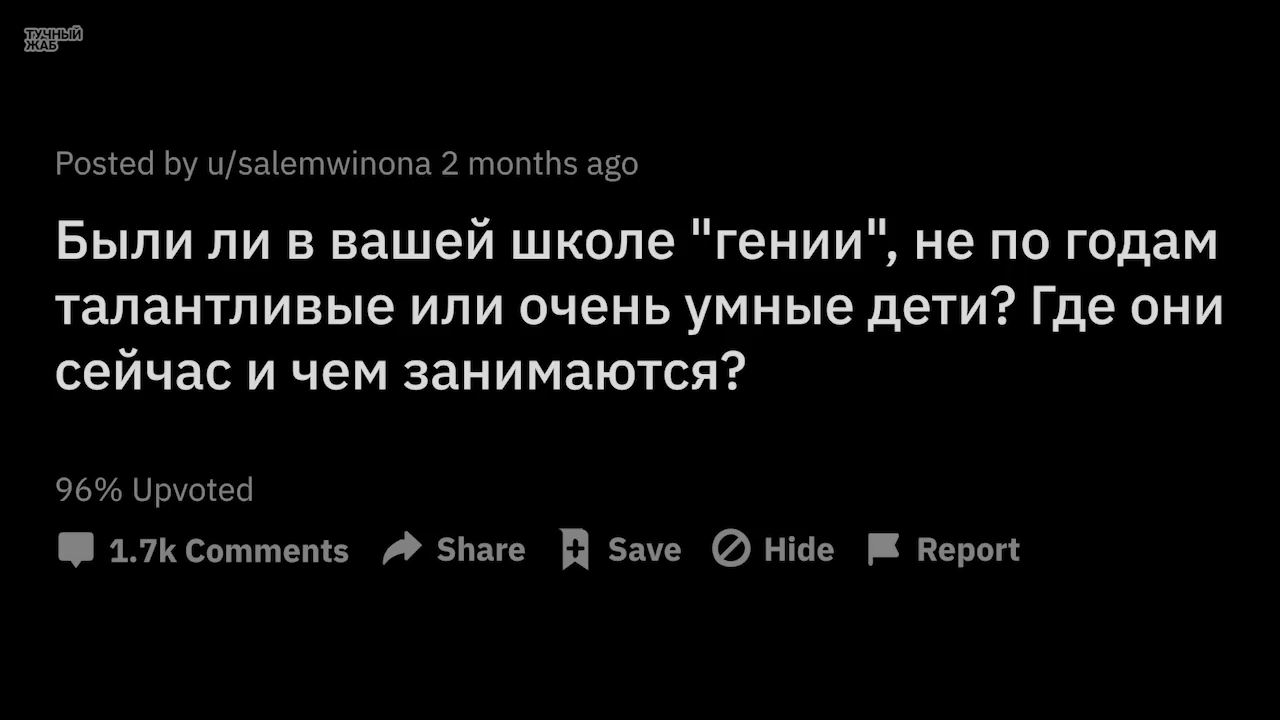 ТУЧНЫЙ
ЖАБ
Posted by u/salemwinona 2 months ago
Были ли в вашей школе "гении", не по годам
талантливые или очень умные дети? Где они
сейчас и чем занимаются?
96% Upvoted
1.7k Comments Share Save Hide Report